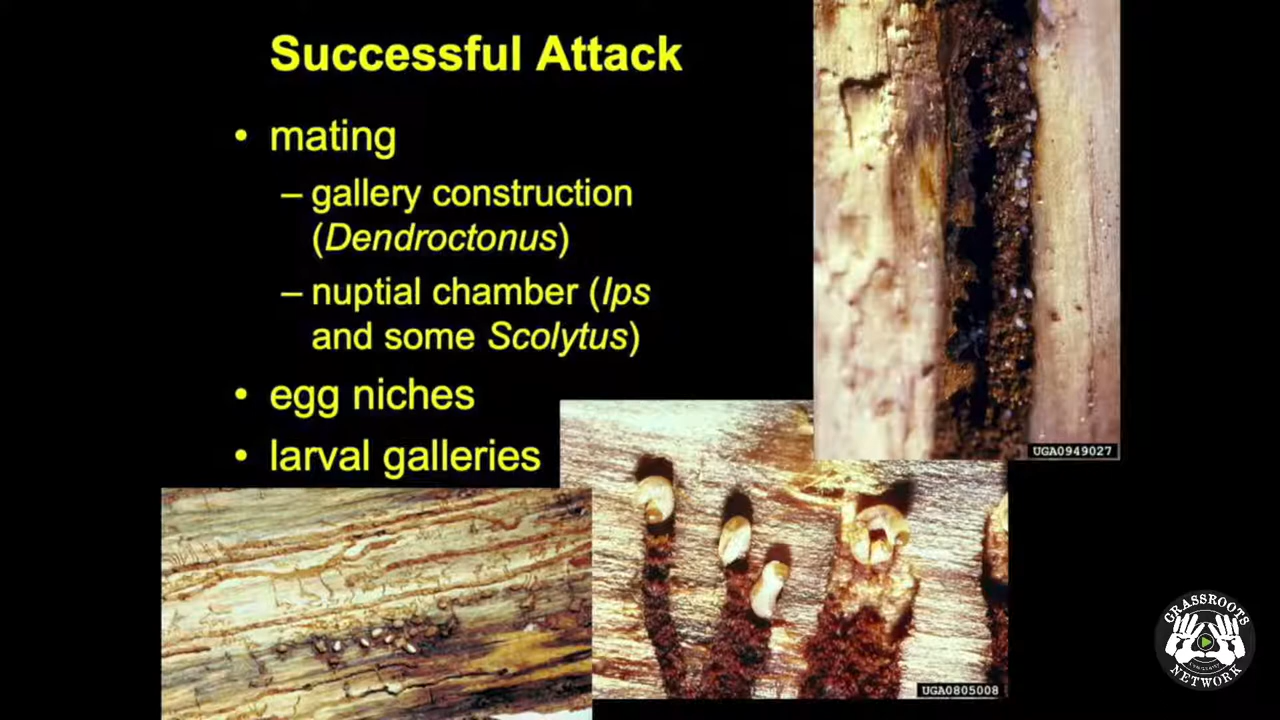 Successful Attack
• mating
– gallery construction
(Dendroctonus)
– nuptial chamber (Ips
and some Scolytus)
• egg niches
• larval galleries
UGA0949027
UGA0805008
GRASSROOTS
NETWORK